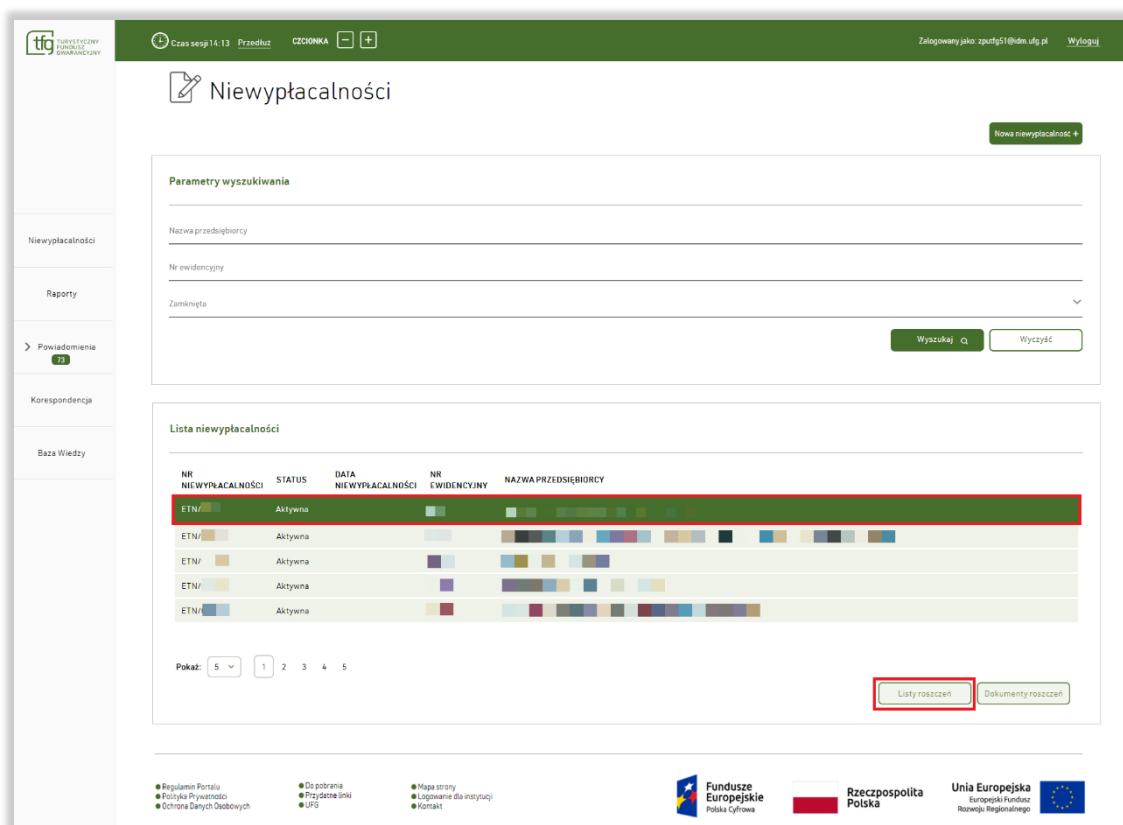 tfg TURYSTYCZNY FUNDUSZ GWARANCYJNY
Czas sesji 14:13 Przedłuż CZCIONKA − + Zalogowany jako: zputfg51@idm.ufg.pl Wyloguj
Niewypłacalności
Nowa niewypłacalność +
Parametry wyszukiwania
Nazwa przedsiębiorcy
Nr ewidencyjny
Zamknięta
Wyszukaj Wyczyść
Niewypłacalności
Raporty
Powiadomienia
73
Korespondencja
Baza Wiedzy
Lista niewypłacalności
NR NIEWYPŁACALNOŚCI STATUS DATA NIEWYPŁACALNOŚCI NR EWIDENCYJNY NAZWA PRZEDSIĘBIORCY
ETN/ Aktywna
ETN/ Aktywna
ETN/ Aktywna
ETN/ Aktywna
ETN/ Aktywna
Pokaż: 5 1 2 3 4 5
Listy roszczeń Dokumenty roszczeń
Regulamin Portalu
Polityka Prywatności
Ochrona Danych Osobowych
Do pobrania
Przydatne linki
UFG
Mapa strony
Logowanie dla instytucji
Kontakt
Fundusze
Europejskie
Polska Cyfrowa
Rzeczpospolita
Polska
Unia Europejska
Europejski Fundusz
Rozwoju Regionalnego